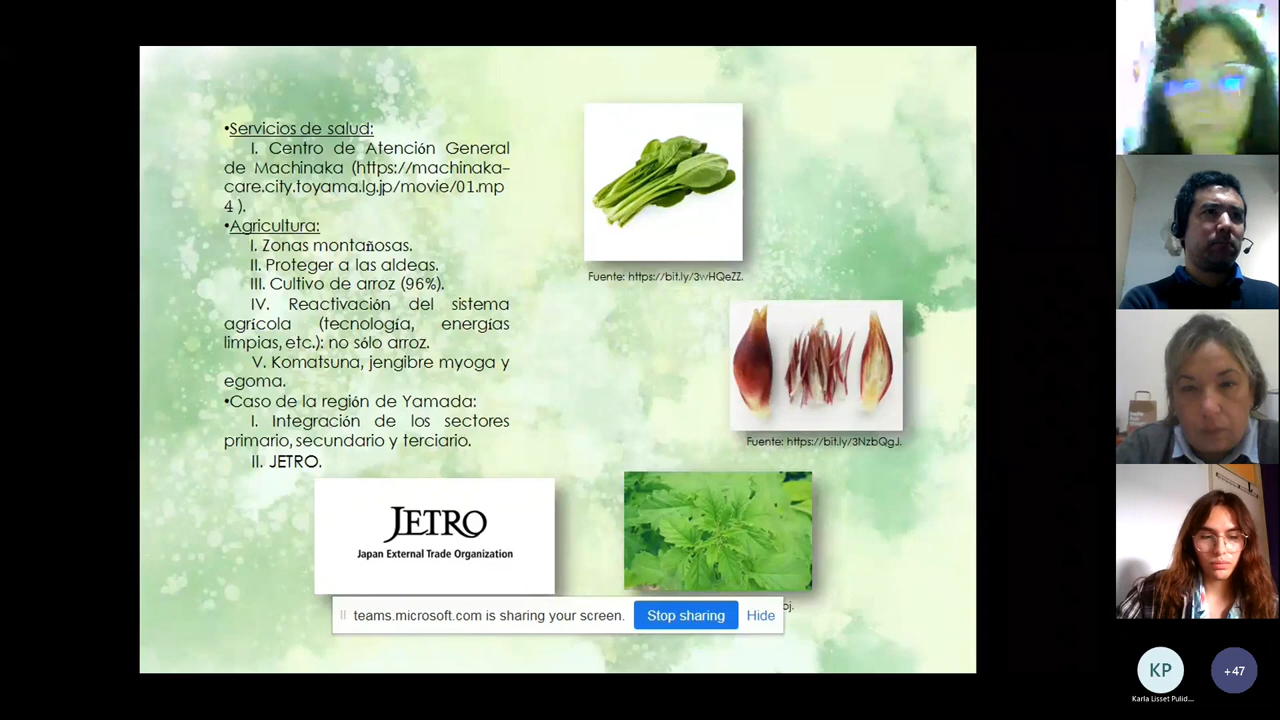 •Servicios de salud:
I. Centro de Atención General
de Machinaka (https://machinaka-
care.city.toyama.lg.jp/movie/01.mp
4 ).
•Agricultura:
I. Zonas montañosas.
II. Proteger a las aldeas.
III. Cultivo de arroz (96%).
IV. Reactivación del sistema
agrícola (tecnología, energías
limpias, etc.): no sólo arroz.
V. Komatsuna, jengibre myoga y
egoma.
•Caso de la región de Yamada:
I. Integración de los sectores
primario, secundario y terciario.
II. JETRO.
Fuente: https://bit.ly/3wHQeZZ.
Fuente: https://bit.ly/3NzbQgJ.
JETRO
Japan External Trade Organization
oj.
teams.microsoft.com is sharing your screen.
Stop sharing
Hide
KP
+47
Karla Lisset Pulid...